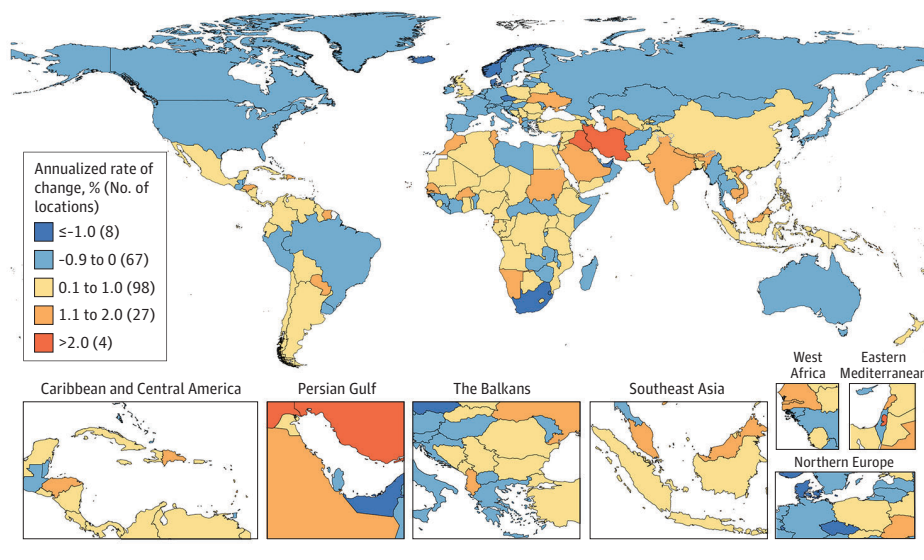 Annualized rate of
change, % (No. of
locations)
≤-1.0 (8)
-0.9 to 0 (67)
0.1 to 1.0 (98)
1.1 to 2.0 (27)
>2.0 (4)
Caribbean and Central America
Persian Gulf
The Balkans
Southeast Asia
West
Africa
Eastern
Mediterranean
Northern Europe